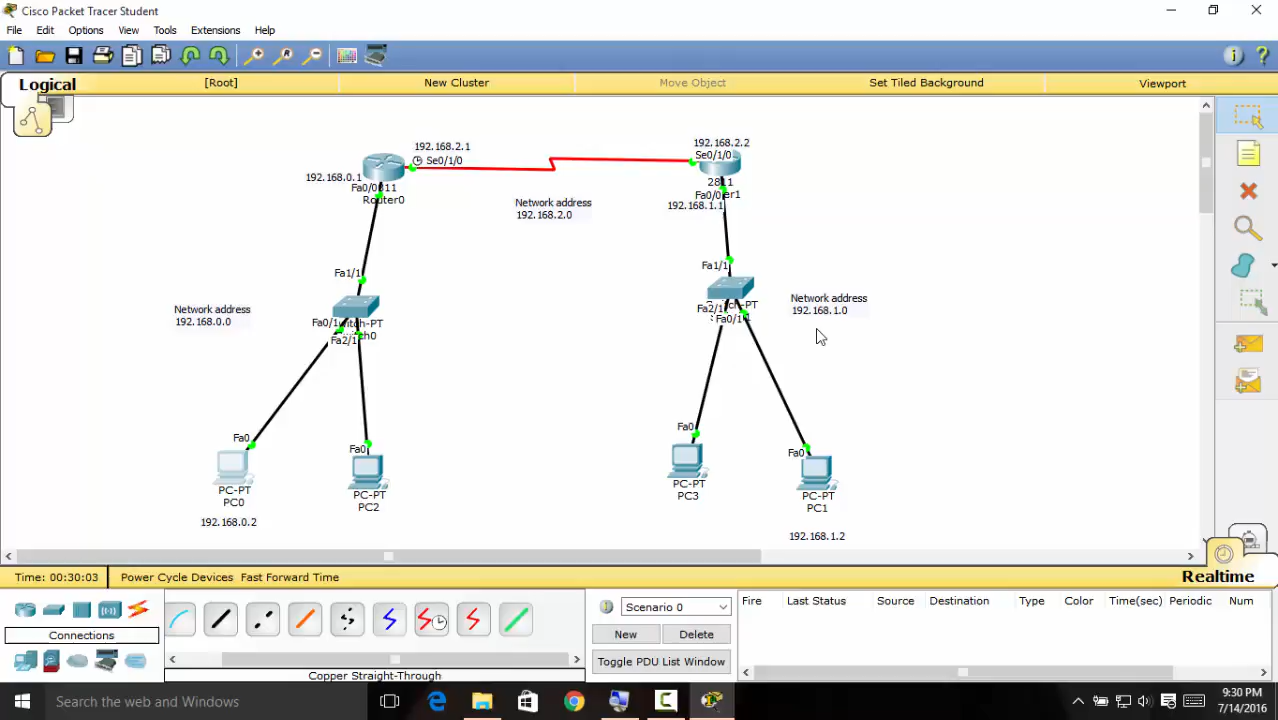 Cisco Packet Tracer Student
File Edit Options View Tools Extensions Help
Logical [Root] New Cluster Move Object Set Tiled Background Viewport
192.168.2.1
Se0/1/0
192.168.2.2
Se0/1/0
192.168.0.1
Router0
2811
192.168.1.1
Network address
192.168.2.0
Fa1/1
Fa1/1
Network address
192.168.0.0
Network address
192.168.1.0
Fa0/1
Fa2/1
Fa2/1
Fa0/1
Fa0
PC-PT
PC0
192.168.0.2
Fa0
PC-PT
PC2
Fa0
PC-PT
PC3
Fa0
PC-PT
PC1
192.168.1.2
Time: 00:30:03 Power Cycle Devices Fast Forward Time
Realtime
Connections
Copper Straight-Through
Scenario 0
New Delete
Toggle PDU List Window
Fire Last Status Source Destination Type Color Time(sec) Periodic Num
Search the web and Windows
9:30 PM
7/14/2016